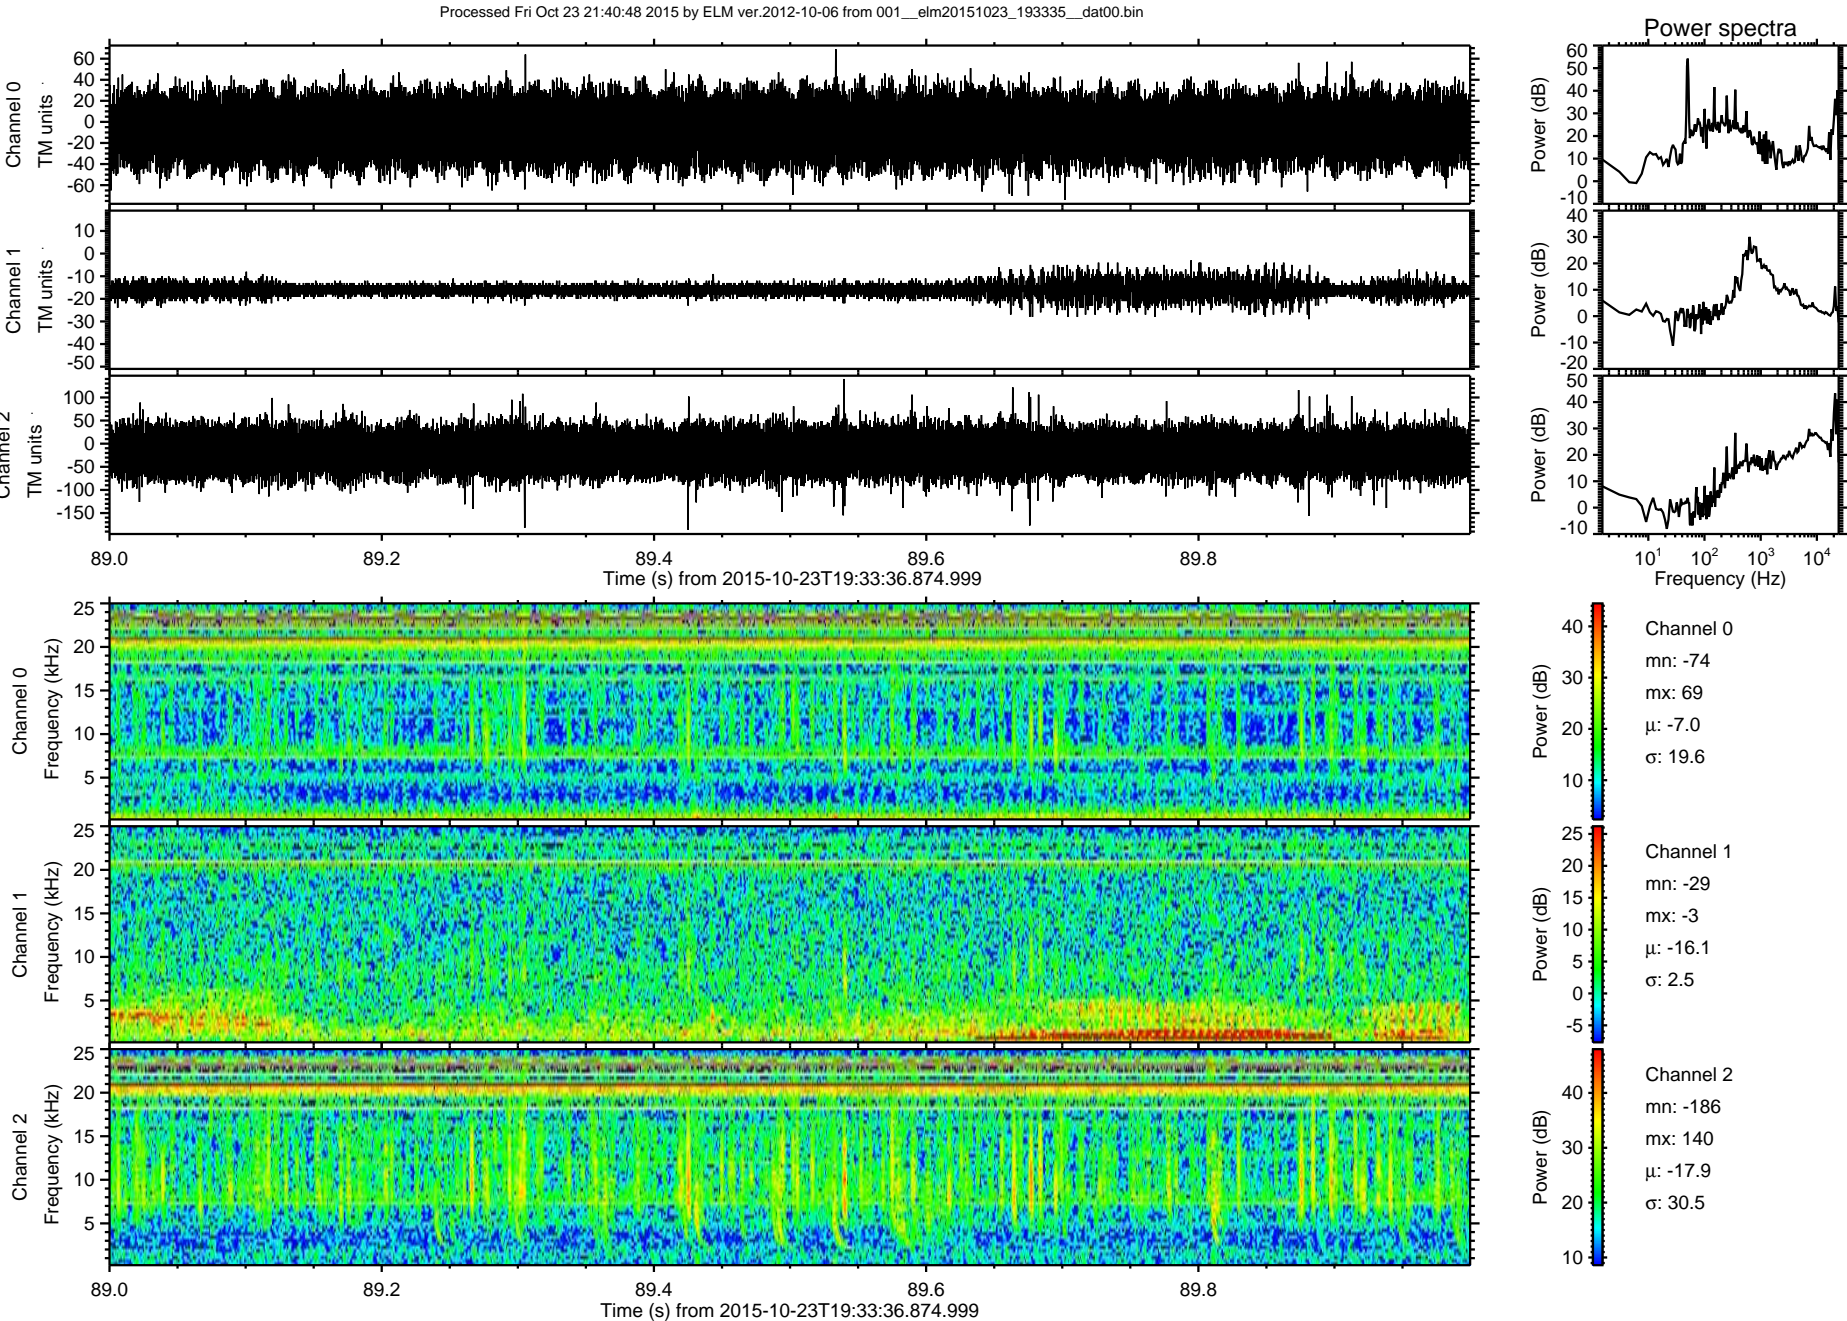 Processed Fri Oct 23 21:40:48 2015 by ELM ver.2012-10-06 from 001__elm20151023_193335__dat00.bin
Power spectra
Channel 0
TM units
60
40
20
0
-20
-40
-60
Power (dB)
60
50
40
30
20
10
0
-10
Channel 1
TM units
10
0
-10
-20
-30
-40
-50
Power (dB)
40
30
20
10
0
-10
-20
Channel 2
TM units
100
50
0
-50
-100
-150
Power (dB)
50
40
30
20
10
0
-10
89.0 89.2 89.4 89.6 89.8
Time (s) from 2015-10-23T19:33:36.874.999
10^1 10^2 10^3 10^4
Frequency (Hz)
Channel 0
Frequency (kHz)
25
20
15
10
5
Power (dB)
40
30
20
10
Channel 0
mn: -74
mx: 69
μ: -7.0
σ: 19.6
Channel 1
Frequency (kHz)
25
20
15
10
5
Power (dB)
25
20
15
10
5
0
-5
Channel 1
mn: -29
mx: -3
μ: -16.1
σ: 2.5
Channel 2
Frequency (kHz)
25
20
15
10
5
Power (dB)
40
30
20
10
Channel 2
mn: -186
mx: 140
μ: -17.9
σ: 30.5
89.0 89.2 89.4 89.6 89.8
Time (s) from 2015-10-23T19:33:36.874.999